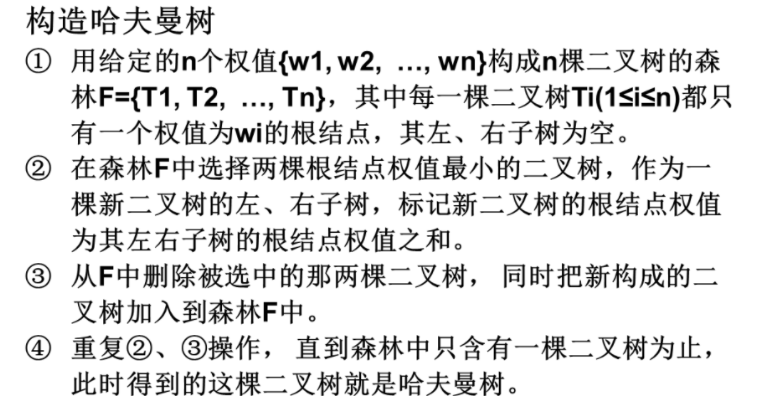 构造哈夫曼树
① 用给定的n个权值{w1, w2, …, wn}构成n棵二叉树的森
林F={T1, T2, …, Tn}，其中每一棵二叉树Ti(1≤i≤n)都只
有一个权值为wi的根结点，其左、右子树为空。
② 在森林F中选择两棵根结点权值最小的二叉树，作为一
棵新二叉树的左、右子树，标记新二叉树的根结点权值
为其左右子树的根结点权值之和。
③ 从F中删除被选中的那两棵二叉树， 同时把新构成的二
叉树加入到森林F中。
④ 重复②、③操作， 直到森林中只含有一棵二叉树为止，
此时得到的这棵二叉树就是哈夫曼树。